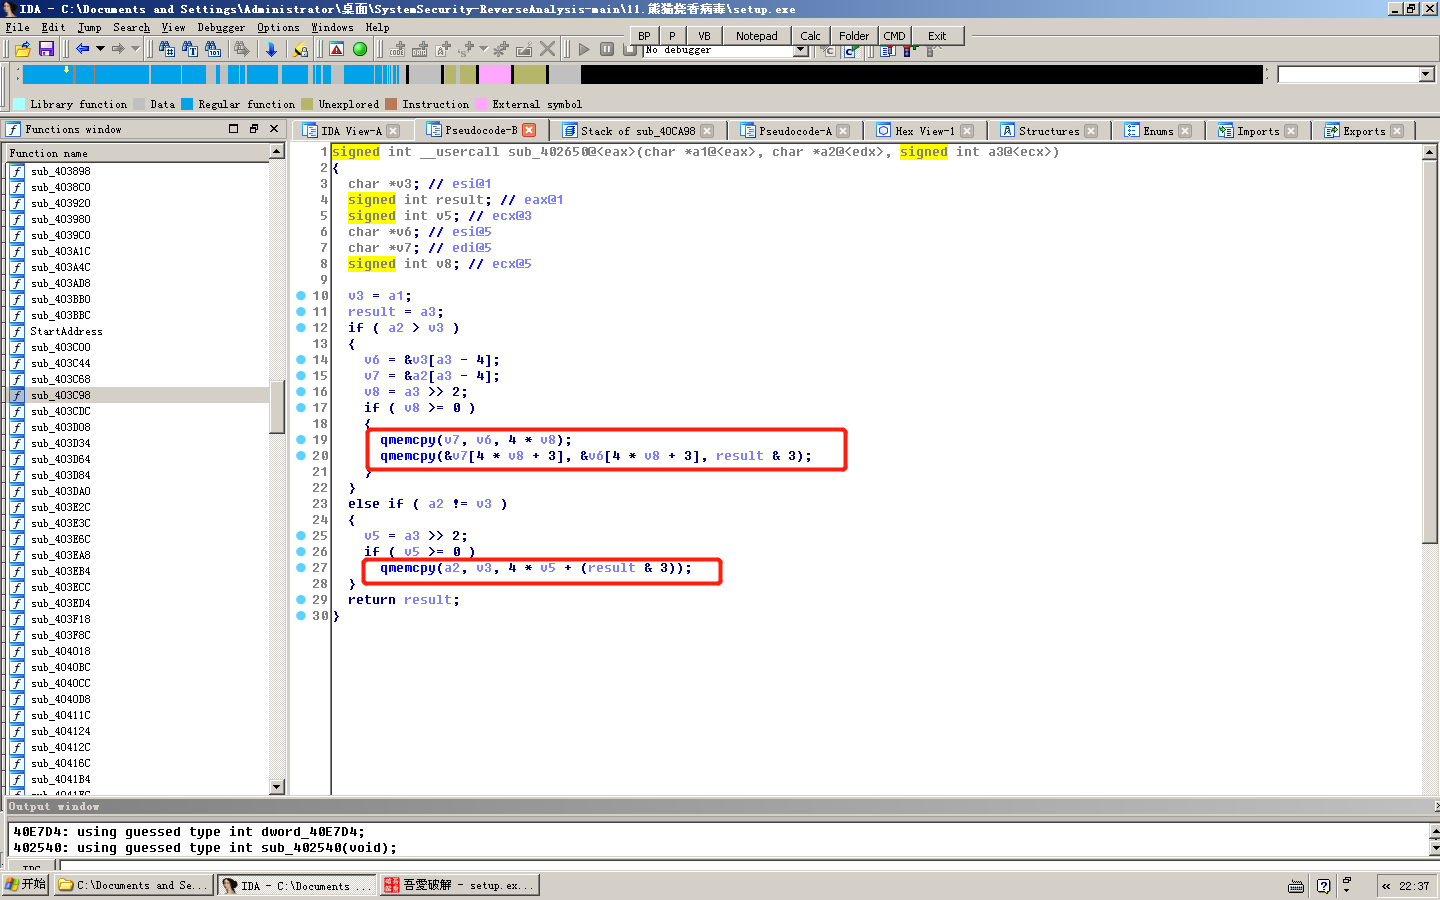 IDA - C:\Documents and Settings\Administrator\桌面\SystemSecurity-ReverseAnalysis-main\11.熊猫烧香病毒\setup.exe
File Edit Jump Search View Debugger Options Windows Help
BP P VB Notepad Calc Folder CMD Exit
No debugger
Library function Data Regular function Unexplored Instruction External symbol
Functions window
IDA View-A Pseudocode-B Stack of sub_40CA98 Pseudocode-A Hex View-1 Structures Enums Imports Exports
Function name
sub_403898
sub_4038C0
sub_403920
sub_403980
sub_4039C0
sub_403A1C
sub_403A4C
sub_403AD8
sub_403BB0
sub_403BBC
StartAddress
sub_403C00
sub_403C44
sub_403C68
sub_403C98
sub_403CDC
sub_403D08
sub_403D34
sub_403D64
sub_403D84
sub_403DA0
sub_403E2C
sub_403E3C
sub_403E6C
sub_403EA8
sub_403EB4
sub_403ECC
sub_403ED4
sub_403F18
sub_403F8C
sub_404018
sub_4040BC
sub_4040CC
sub_4040D8
sub_40411C
sub_404124
sub_40412C
sub_40416C
sub_4041B4
1 signed int __usercall sub_402650@<eax>(char *a1@<eax>, char *a2@<edx>, signed int a3@<ecx>)
2 {
3 char *v3; // esi@1
4 signed int result; // eax@1
5 signed int v5; // ecx@3
6 char *v6; // esi@5
7 char *v7; // edi@5
8 signed int v8; // ecx@5
9
10 v3 = a1;
11 result = a3;
12 if ( a2 > v3 )
13 {
14 v6 = &v3[a3 - 4];
15 v7 = &a2[a3 - 4];
16 v8 = a3 >> 2;
17 if ( v8 >= 0 )
18 {
19 qmemcpy(v7, v6, 4 * v8);
20 qmemcpy(&v7[4 * v8 + 3], &v6[4 * v8 + 3], result & 3);
21 }
22 }
23 else if ( a2 != v3 )
24 {
25 v5 = a3 >> 2;
26 if ( v5 >= 0 )
27 qmemcpy(a2, v3, 4 * v5 + (result & 3));
28 }
29 return result;
30 }
Output window
40E7D4: using guessed type int dword_40E7D4;
402540: using guessed type int sub_402540(void);
开始 C:\Documents and Se... IDA - C:\Documents ... 吾愛破解 - setup.ex... « 22:37